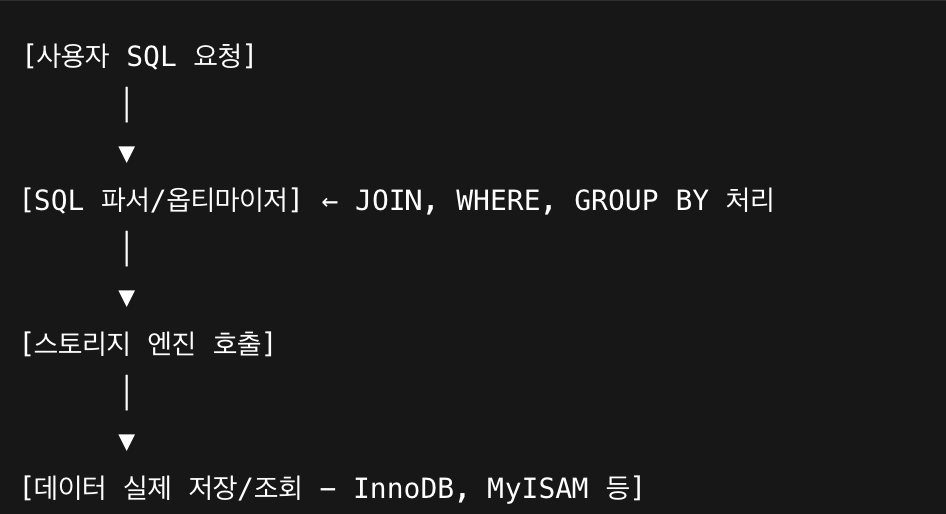 [사용자 SQL 요청]
│
▼
[SQL 파서/옵티마이저] ← JOIN, WHERE, GROUP BY 처리
│
▼
[스토리지 엔진 호출]
│
▼
[데이터 실제 저장/조회 – InnoDB, MyISAM 등]